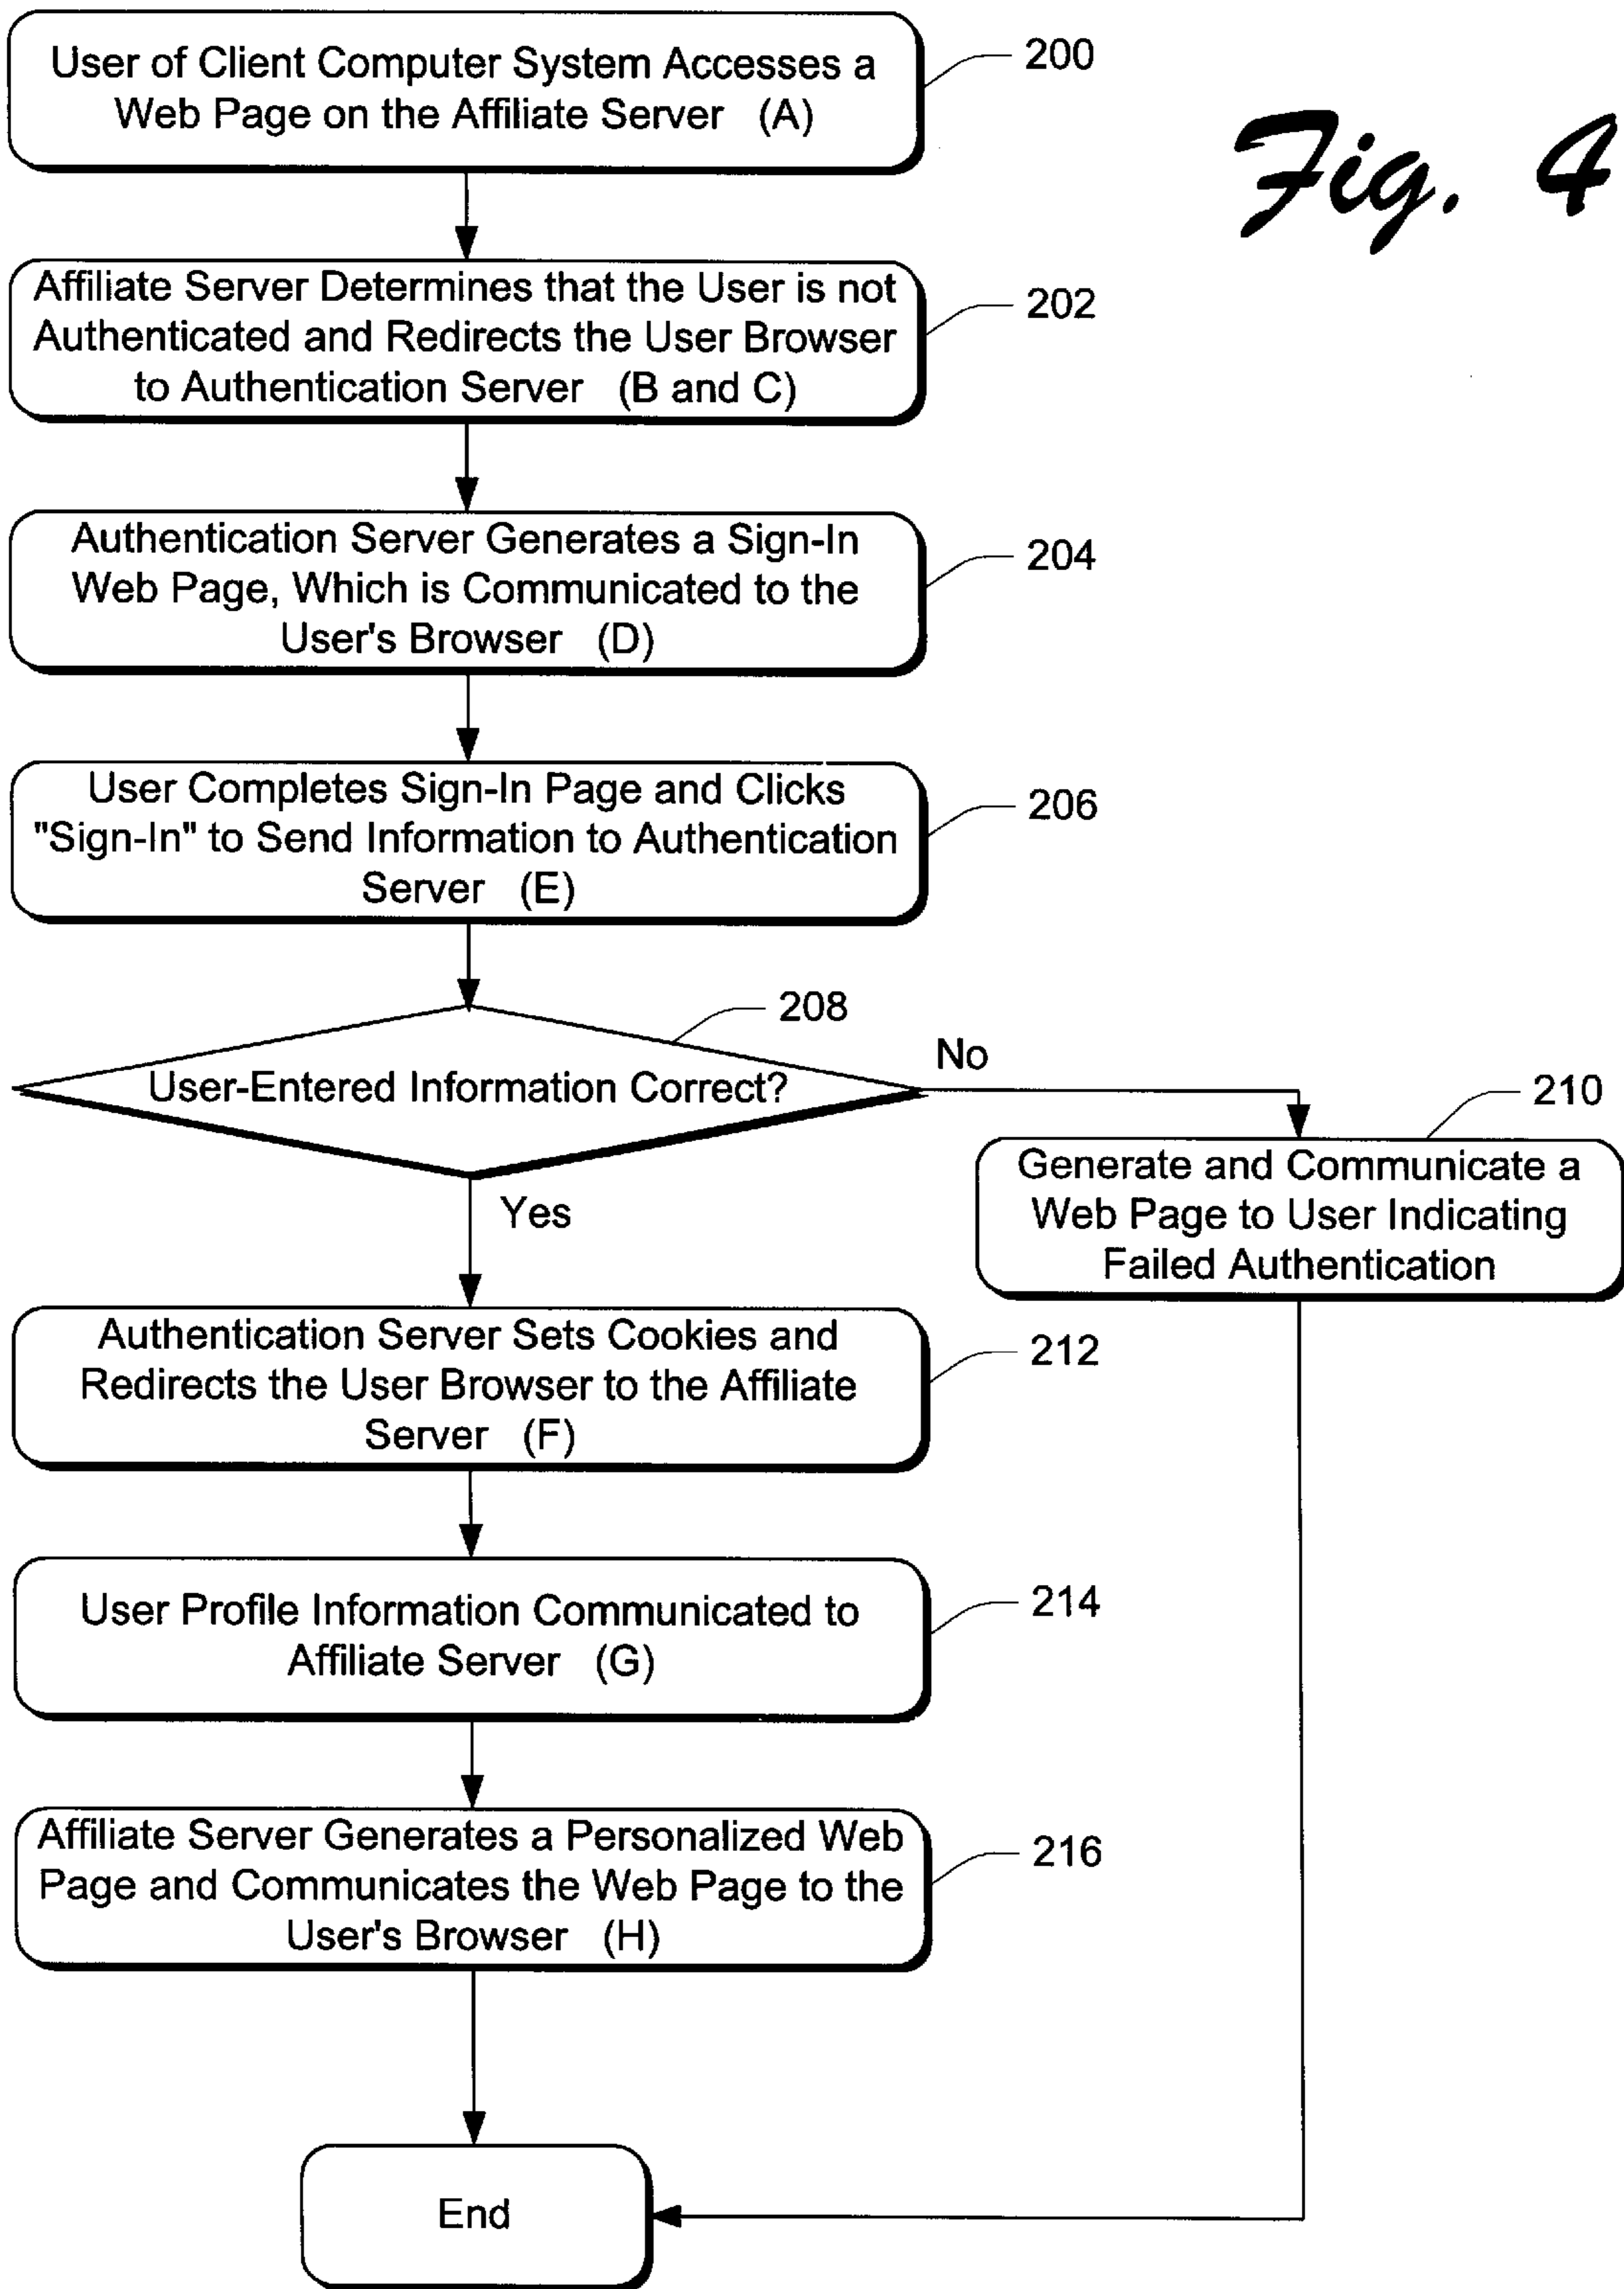 User of Client Computer System Accesses a
Web Page on the Affiliate Server (A)
200
Fig. 4
Affiliate Server Determines that the User is not
Authenticated and Redirects the User Browser
to Authentication Server (B and C)
202
Authentication Server Generates a Sign-In
Web Page, Which is Communicated to the
User's Browser (D)
204
User Completes Sign-In Page and Clicks
"Sign-In" to Send Information to Authentication
Server (E)
206
208
User-Entered Information Correct?
No
210
Generate and Communicate a
Web Page to User Indicating
Failed Authentication
Yes
Authentication Server Sets Cookies and
Redirects the User Browser to the Affiliate
Server (F)
212
User Profile Information Communicated to
Affiliate Server (G)
214
Affiliate Server Generates a Personalized Web
Page and Communicates the Web Page to the
User's Browser (H)
216
End